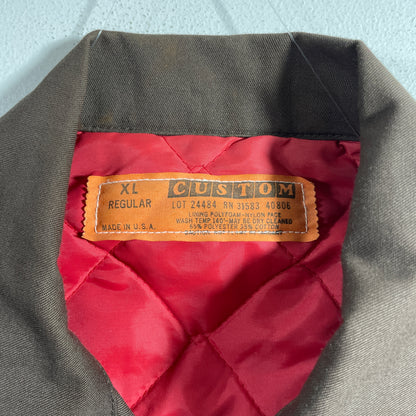 XL CUSTOM
REGULAR LOT 24484 RN 31583 40806
LINING POLYFOAM-NYLON FACE
WASH TEMP. 140°-MAY BE DRY CLEANED
MADE IN U.S.A. 65% POLYESTER 35% COTTON